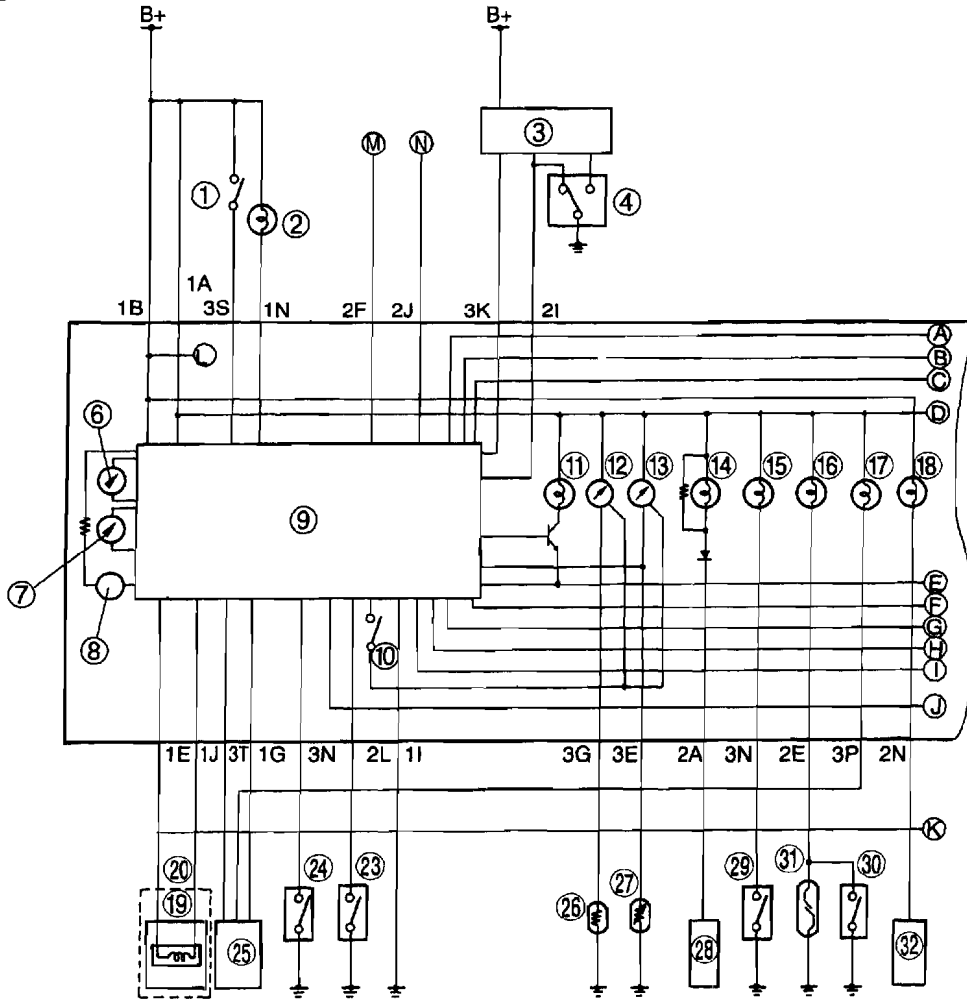 B+ B+
③
④
① ②
Ⓜ Ⓝ
1A
1B 3S 1N 2F 2J 3K 2I
Ⓐ
Ⓛ Ⓑ
Ⓒ
Ⓓ
⑥
⑪ ⑫ ⑬ ⑭ ⑮ ⑯ ⑰ ⑱
⑨
⑦
Ⓔ
⑧ Ⓕ
Ⓖ
⑩ Ⓗ
Ⓘ
Ⓙ
1E 1J 3T 1G 3N 2L 1I 3G 3E 2A 3N 2E 3P 2N
Ⓚ
⑳ ㉔ ㉓ ㉗ ㉙ ㉛ ㉚
⑲ ㉖
㉕ ㉘ ㉜